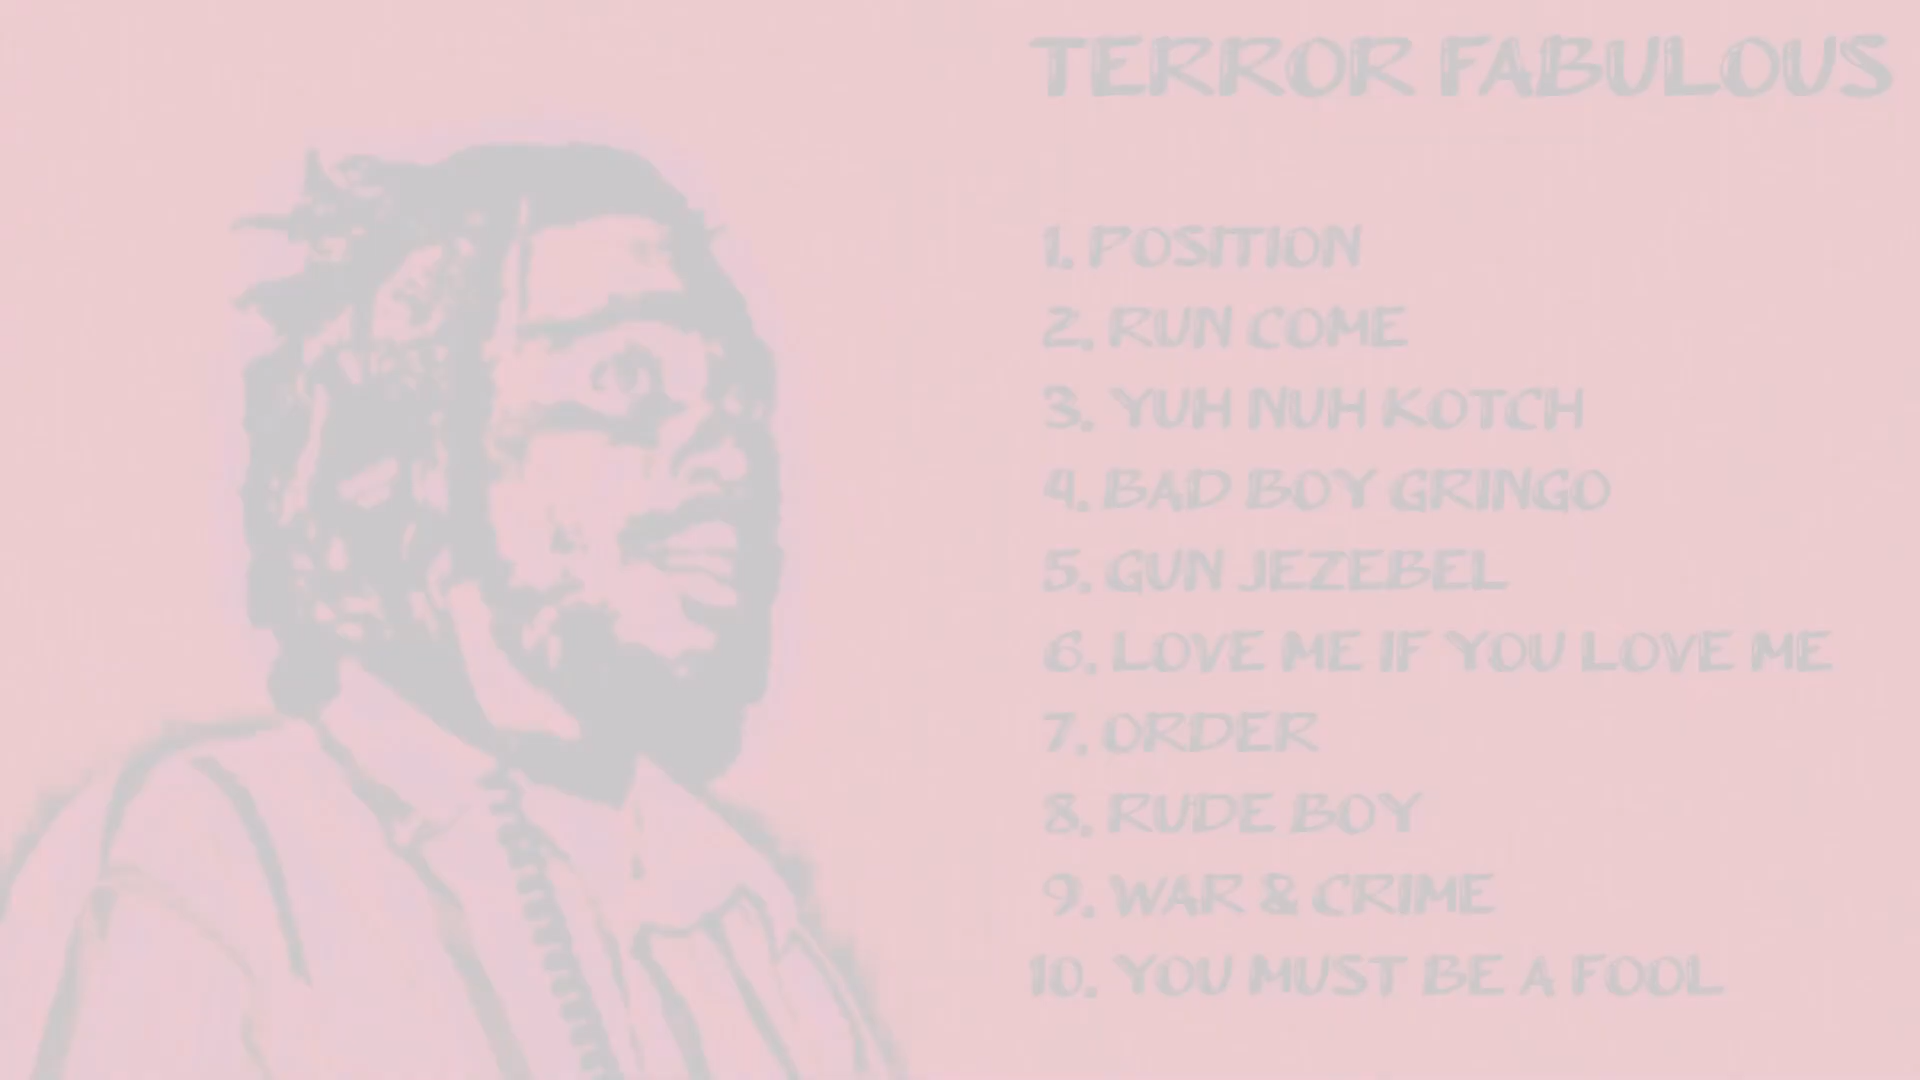 TERROR FABULOUS
1. POSITION
2. RUN COME
3. YUH NUH KOTCH
4. BAD BOY GRINGO
5. GUN JEZEBEL
6. LOVE ME IF YOU LOVE ME
7. ORDER
8. RUDE BOY
9. WAR & CRIME
10. YOU MUST BE A FOOL